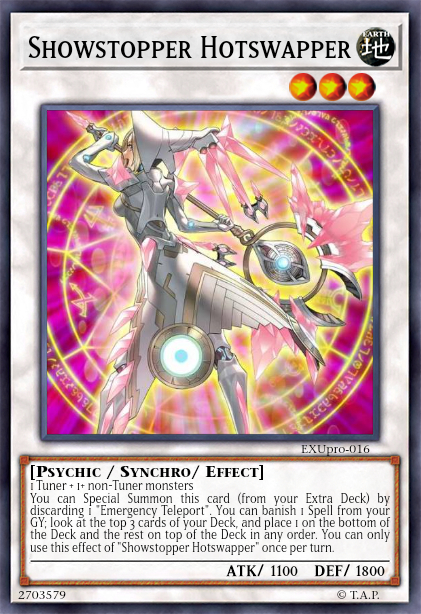 Showstopper Hotswapper
EARTH
地
EXUpro-016
[Psychic / Synchro/ Effect]
1 Tuner + 1+ non-Tuner monsters
You can Special Summon this card (from your Extra Deck) by
discarding 1 "Emergency Teleport". You can banish 1 Spell from your
GY; look at the top 3 cards of your Deck, and place 1 on the bottom of
the Deck and the rest on top of the Deck in any order. You can only
use this effect of "Showstopper Hotswapper" once per turn.
ATK/ 1100 DEF/ 1800
2703579 © T.A.P.